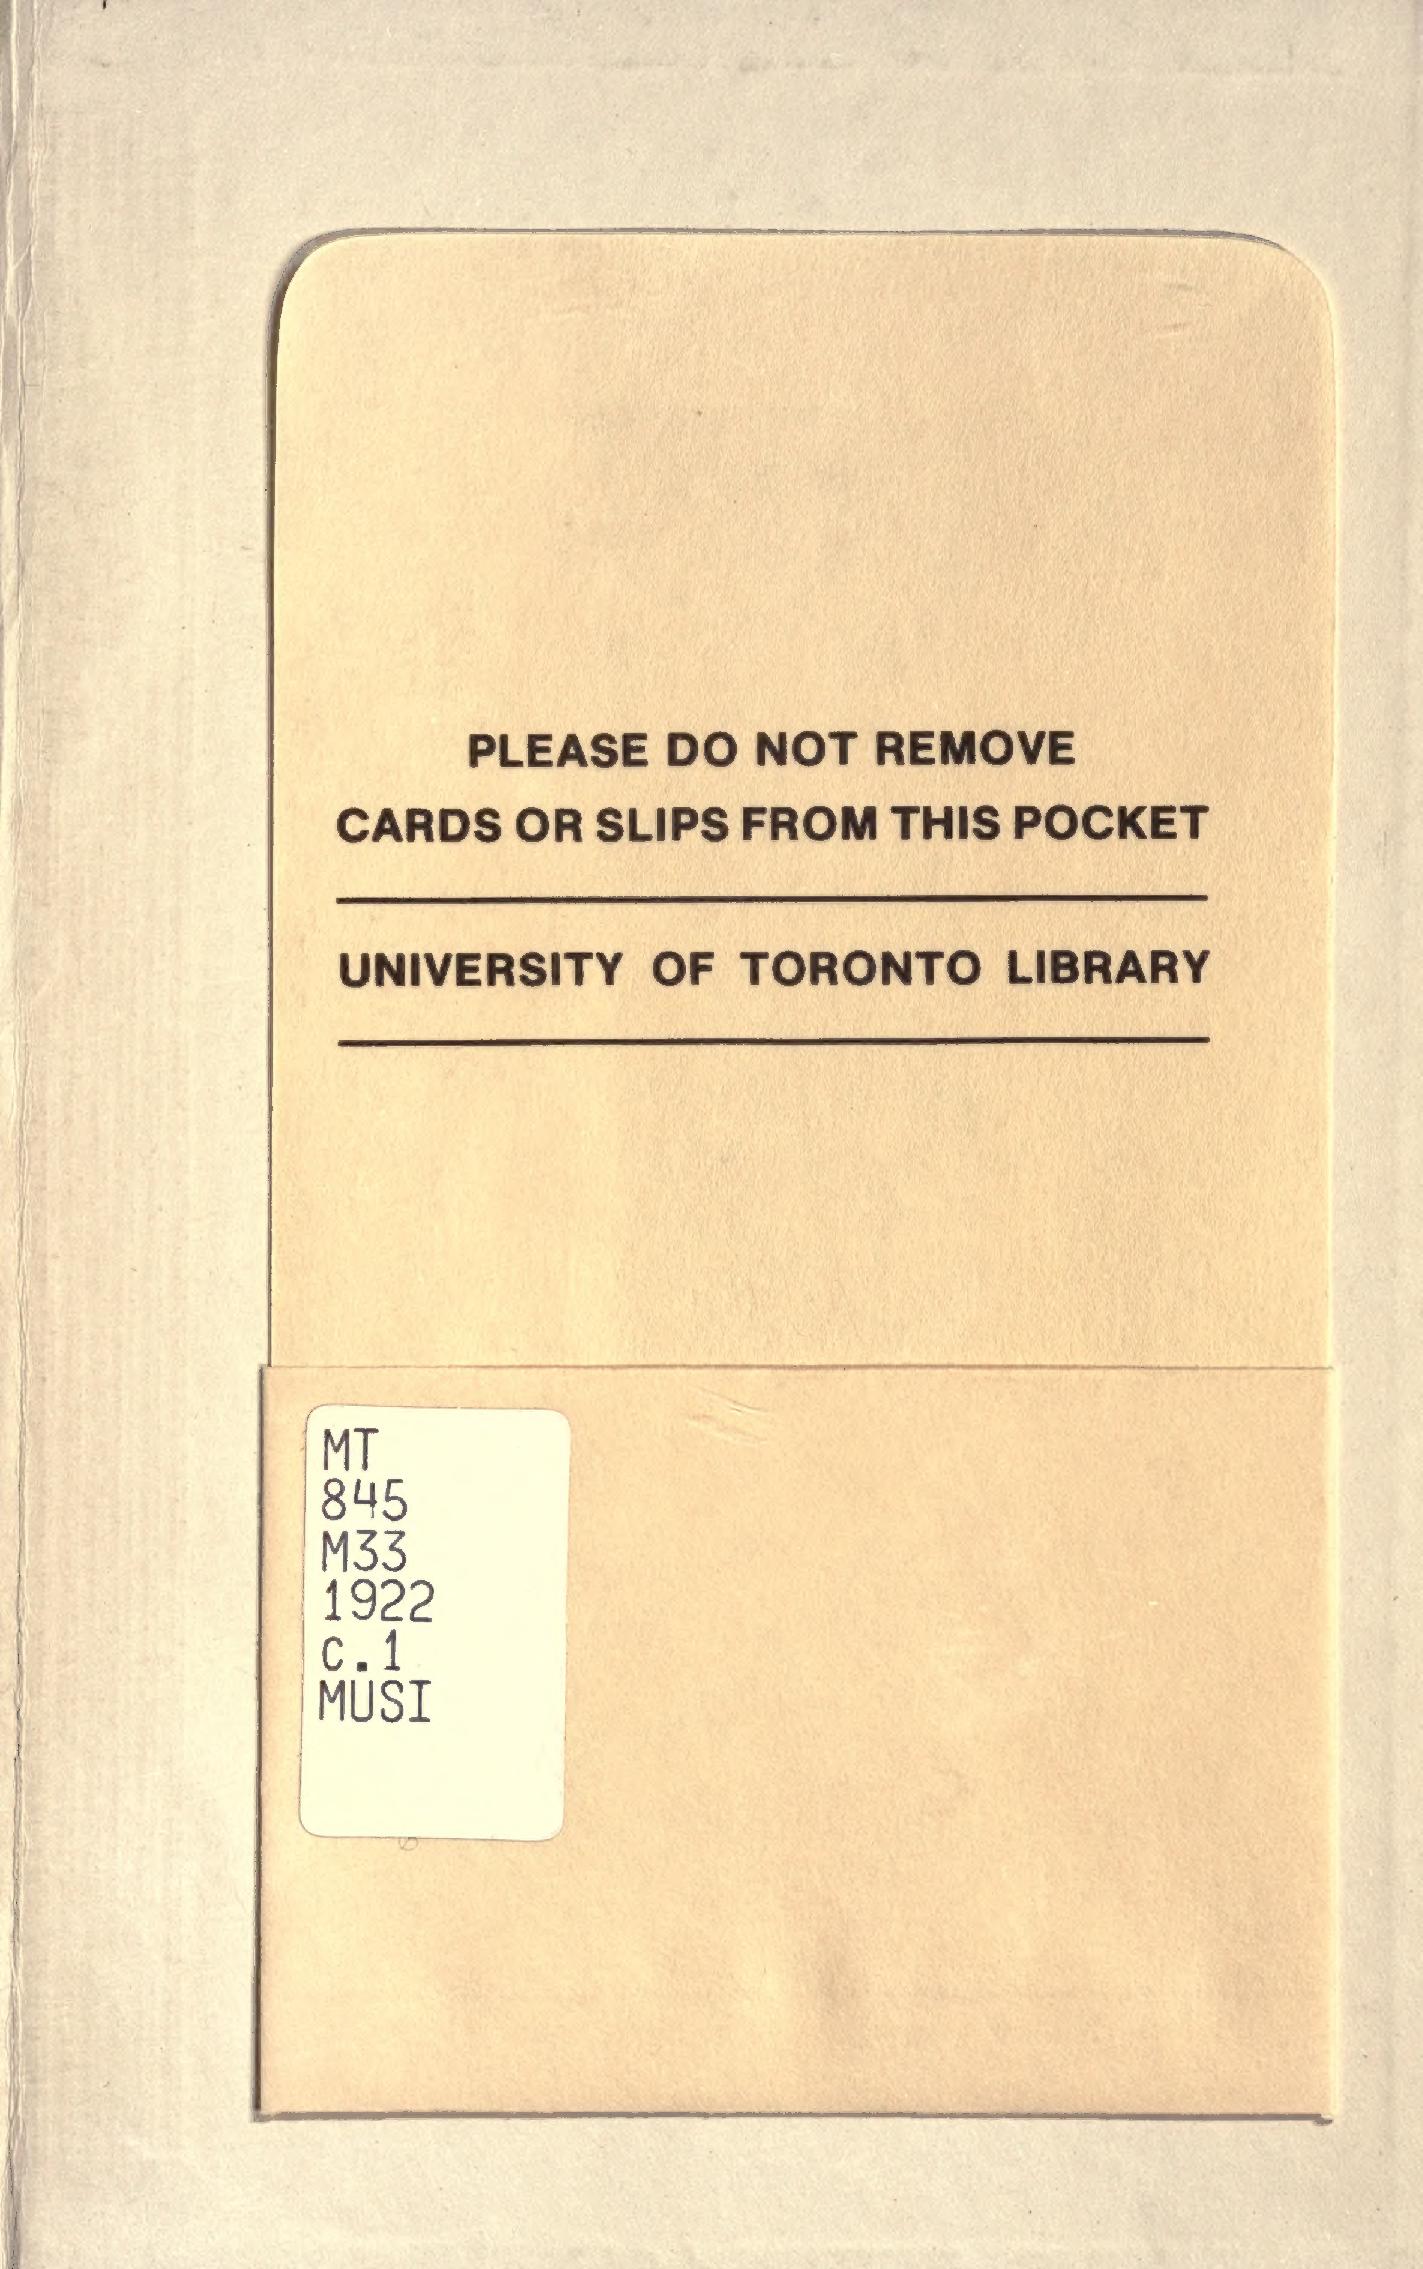 PLEASE DO NOT REMOVE
CARDS OR SLIPS FROM THIS POCKET
UNIVERSITY OF TORONTO LIBRARY
MT
845
M33
1922
C.1
MUSI